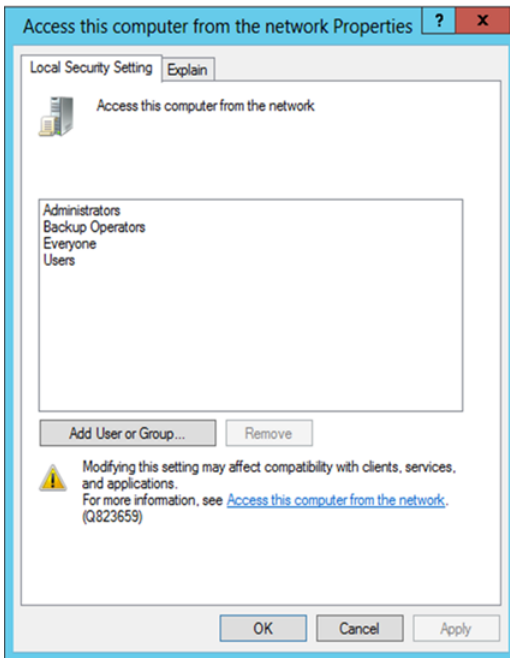 Access this computer from the network Properties
? x
Local Security Setting Explain
Access this computer from the network
Administrators
Backup Operators
Everyone
Users
Add User or Group... Remove
Modifying this setting may affect compatibility with clients, services,
and applications.
For more information, see Access this computer from the network.
(Q823659)
OK Cancel Apply